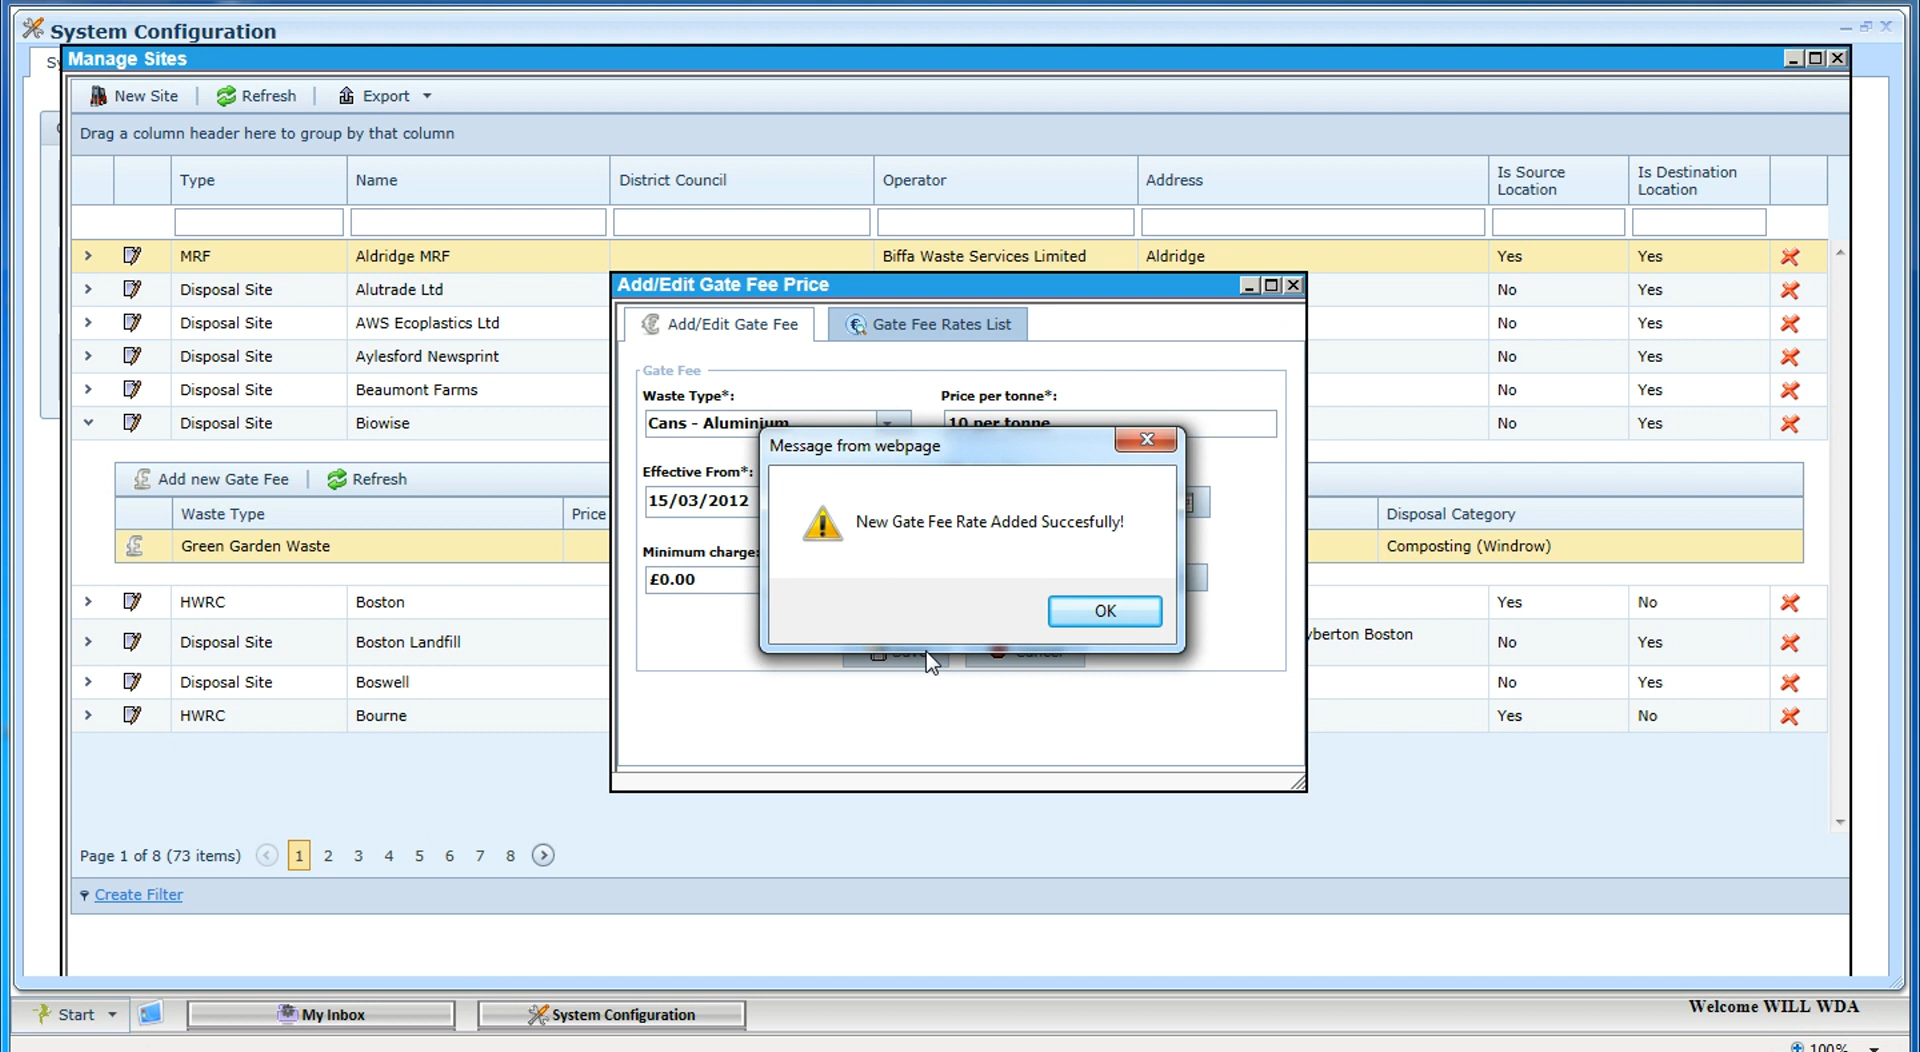 System Configuration
Sy
Manage Sites
New Site
Refresh
Export
Drag a column header here to group by that column
Type
Name
District Council
Operator
Address
Is Source Location
Is Destination Location
MRF
Aldridge MRF
Biffa Waste Services Limited
Aldridge
Yes
Yes
Disposal Site
Alutrade Ltd
No
Yes
Disposal Site
AWS Ecoplastics Ltd
No
Yes
Disposal Site
Aylesford Newsprint
No
Yes
Disposal Site
Beaumont Farms
No
Yes
Disposal Site
Biowise
No
Yes
Add new Gate Fee
Refresh
Waste Type
Price
Disposal Category
Green Garden Waste
Composting (Windrow)
HWRC
Boston
Yes
No
Disposal Site
Boston Landfill
yberton Boston
No
Yes
Disposal Site
Boswell
No
Yes
HWRC
Bourne
Yes
No
Add/Edit Gate Fee Price
Add/Edit Gate Fee
Gate Fee Rates List
Gate Fee
Waste Type*:
Price per tonne*:
Cans - Aluminium
10 per tonne
Effective From*:
15/03/2012
Minimum charge
£0.00
Message from webpage
New Gate Fee Rate Added Succesfully!
OK
Page 1 of 8 (73 items)
1 2 3 4 5 6 7 8
Create Filter
Start
My Inbox
System Configuration
Welcome WILL WDA
100%